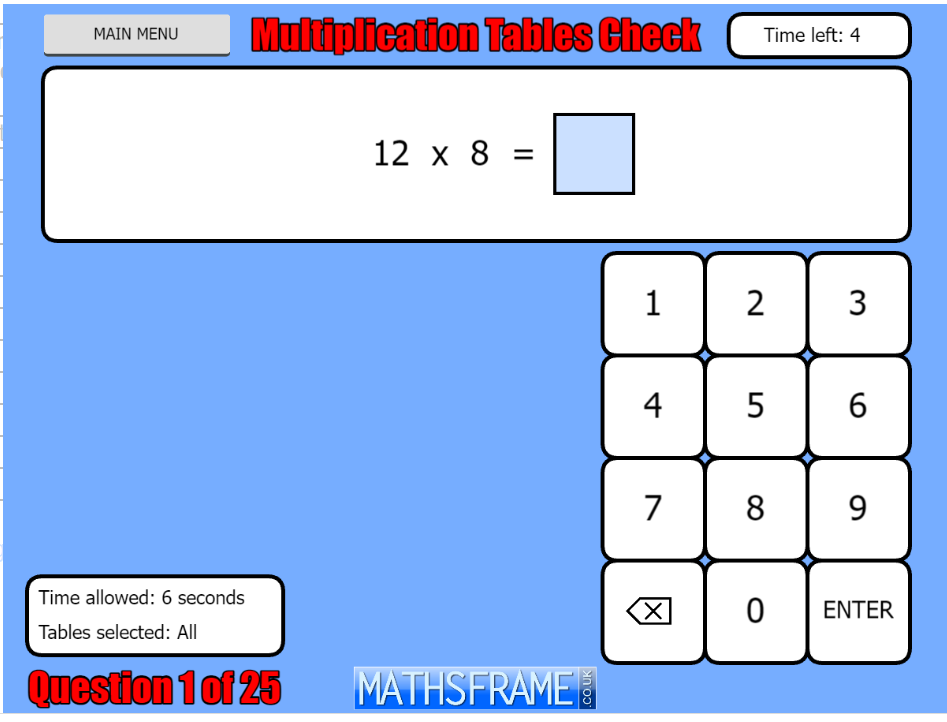 MAIN MENU
Multiplication Tables Check
Time left: 4
12 x 8 =
1 2 3
4 5 6
7 8 9
0 ENTER
Time allowed: 6 seconds
Tables selected: All
Question 1 of 25
MATHSFRAME.CO.UK